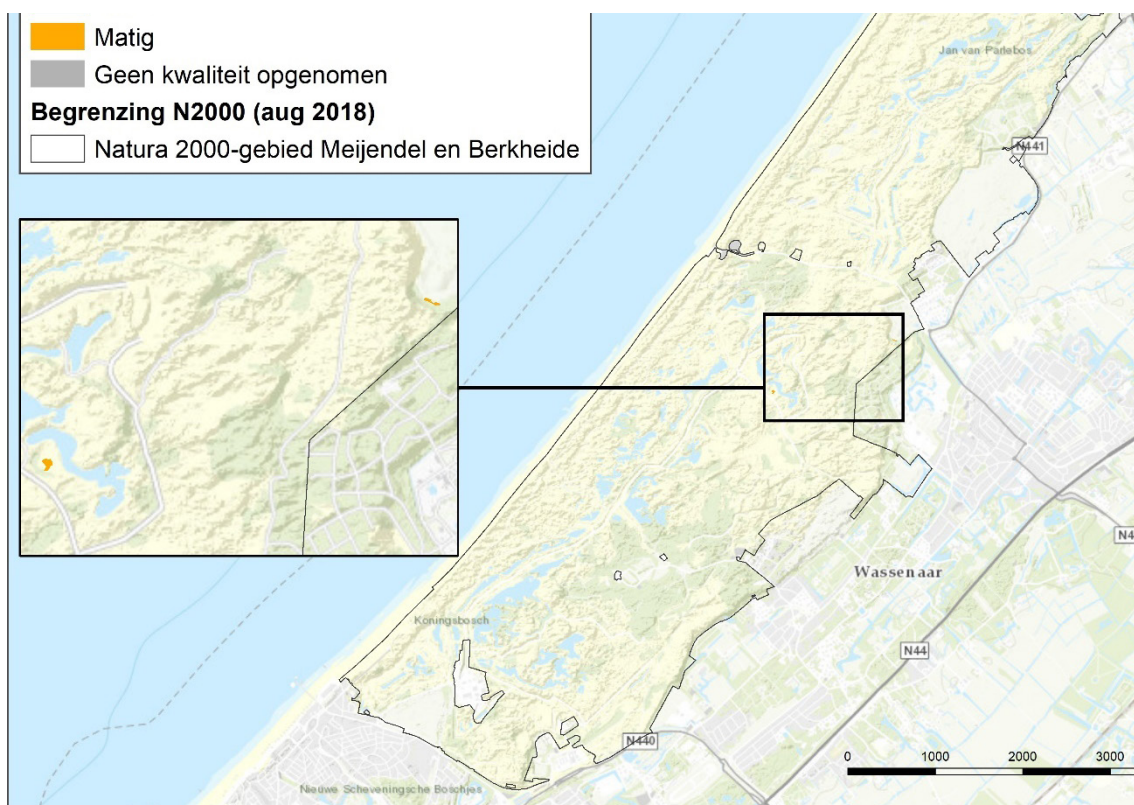 Matig
Geen kwaliteit opgenomen
Begrenzing N2000 (aug 2018)
Natura 2000-gebied Meijendel en Berkheide
Jan van Parlebos
N441
Wassenaar
N4
N44
Koningsbosch
N440
Nieuwe Scheveningsche Boschjes
0 1000 2000 3000